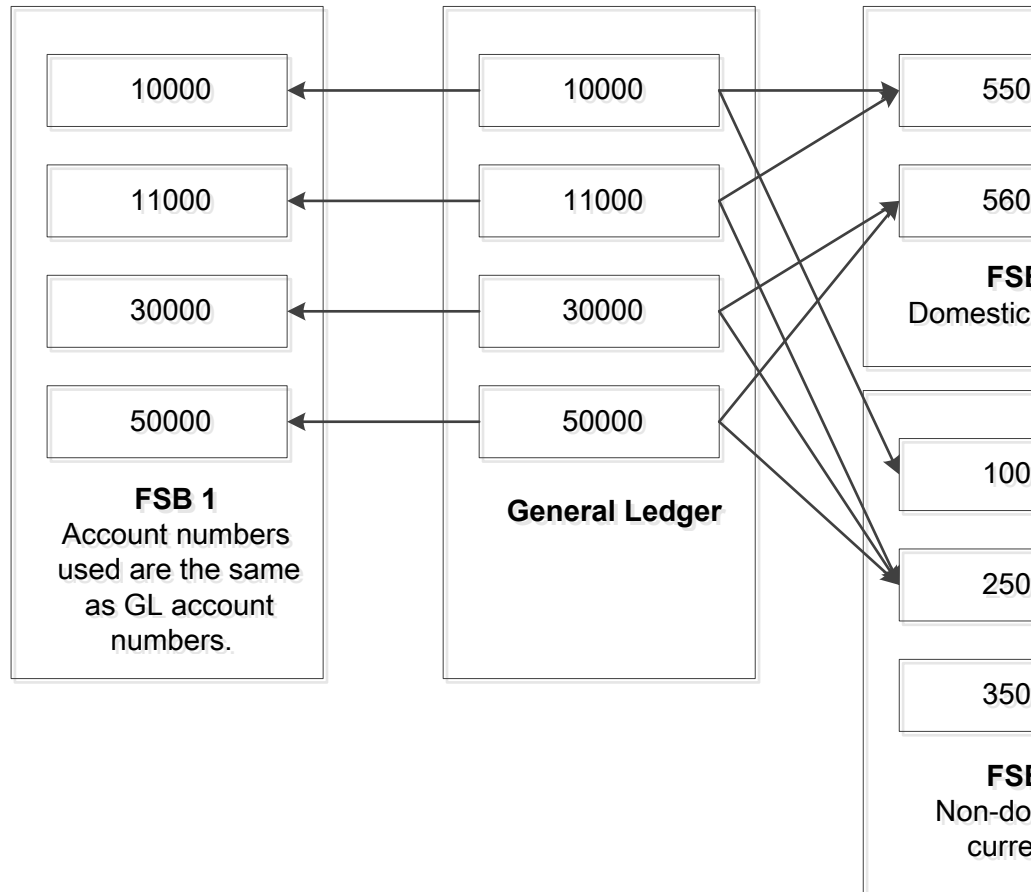 10000
11000
30000
50000
FSB 1
Account numbers
used are the same
as GL account
numbers.
10000
11000
30000
50000
General Ledger
550
560
FSB
Domestic
100
250
350
FSB
Non-do
curre